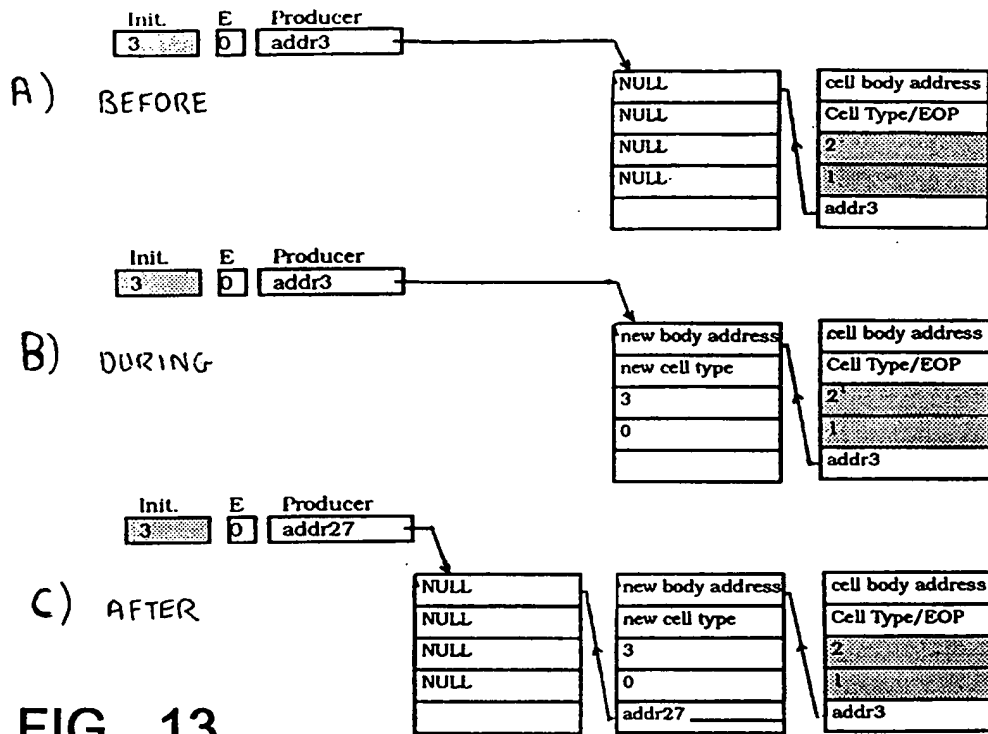 Init. E Producer
3 0 addr3
A) BEFORE
NULL cell body address
NULL Cell Type/EOP
NULL 2
NULL 1
addr3
Init. E Producer
3 0 addr3
B) DURING
new body address cell body address
new cell type Cell Type/EOP
3 2
0 1
addr3
Init. E Producer
3 0 addr27
C) AFTER
NULL new body address cell body address
NULL new cell type Cell Type/EOP
NULL 3 2
NULL 0 1
addr27 addr3
FIG. 13